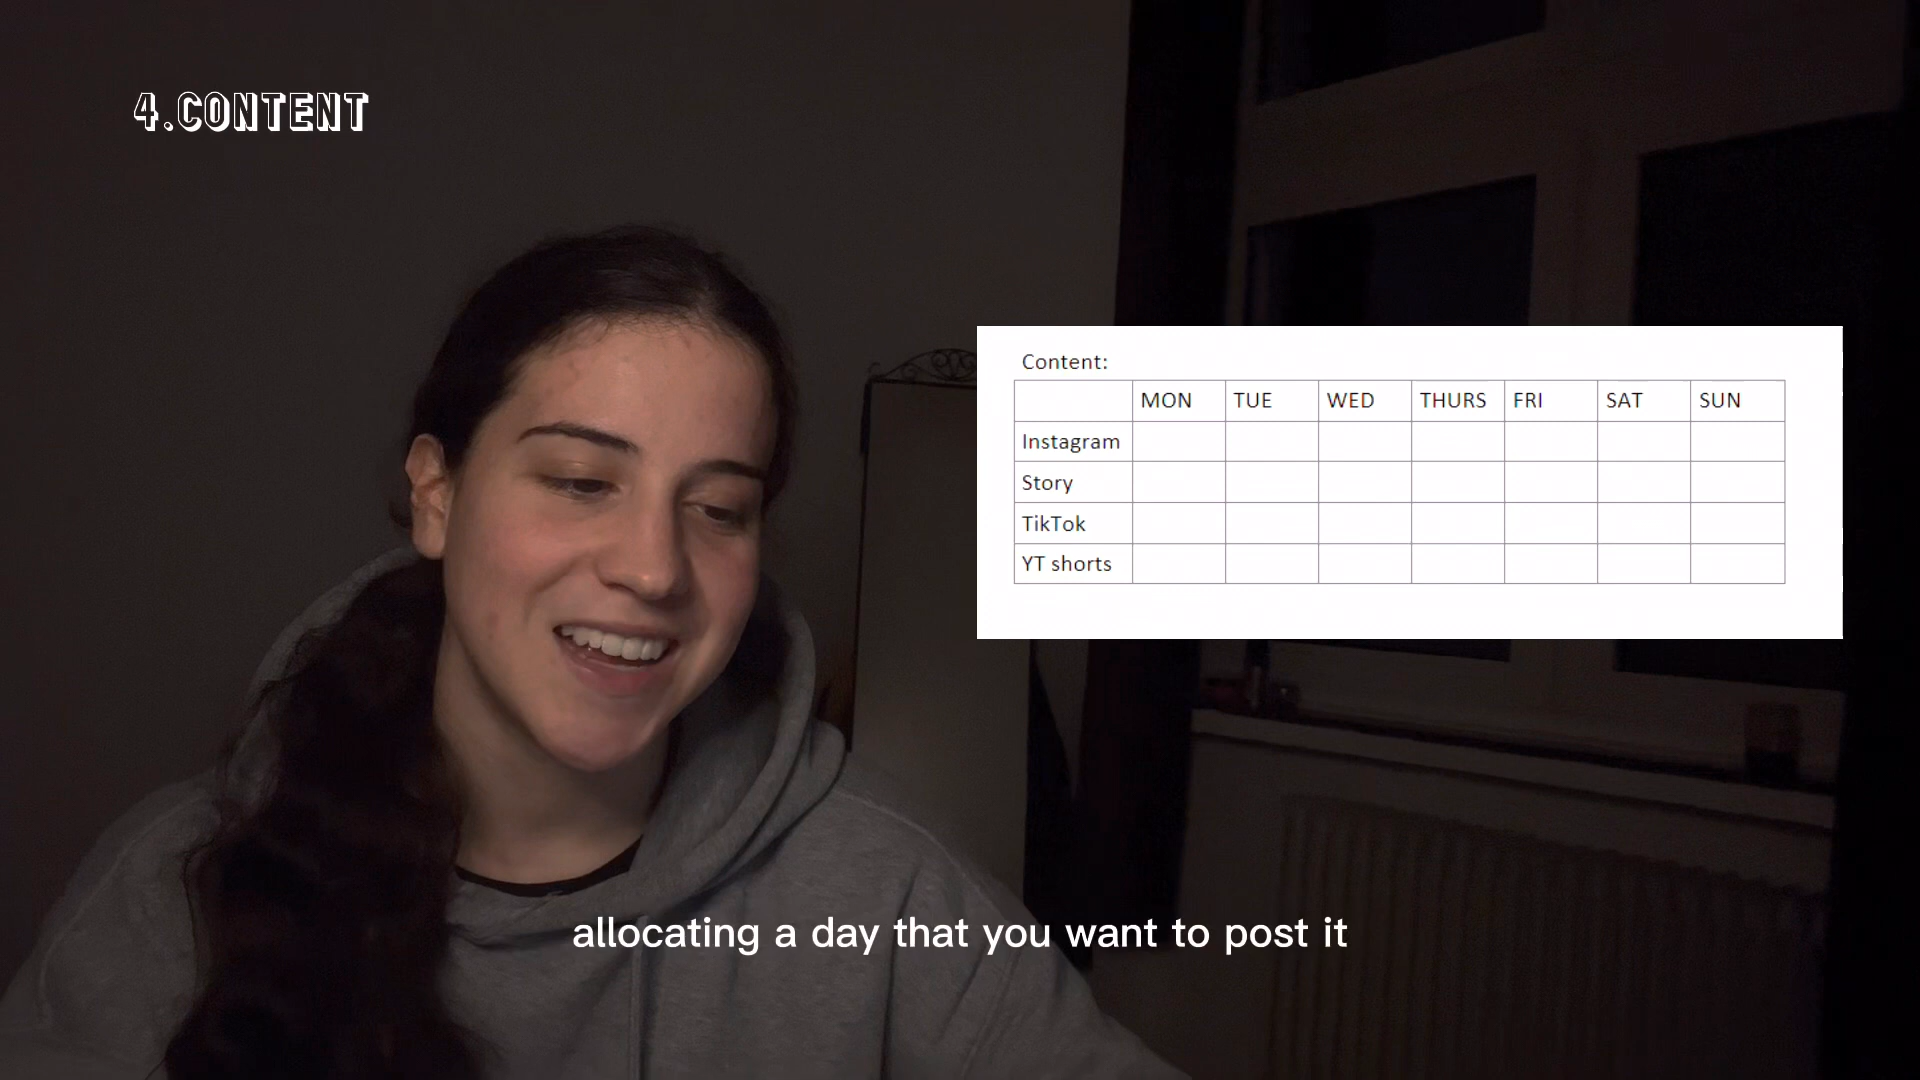 4.CONTENT
Content:
MON TUE WED THURS FRI SAT SUN
Instagram
Story
TikTok
YT shorts
allocating a day that you want to post it